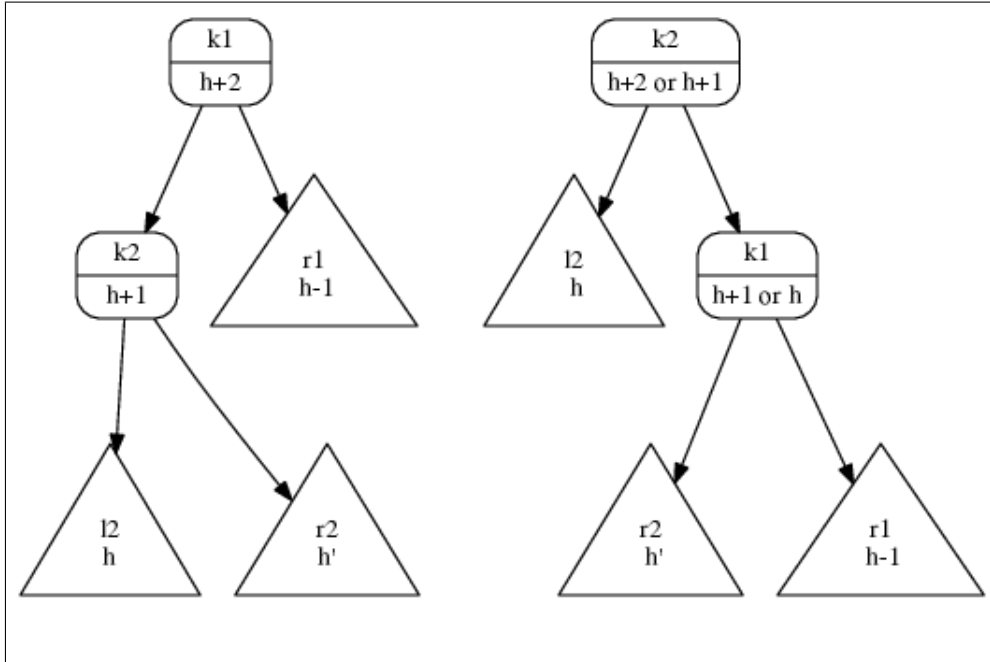 k1
h+2
k2
h+1
r1
h-1
l2
h
r2
h'
k2
h+2 or h+1
l2
h
k1
h+1 or h
r2
h'
r1
h-1